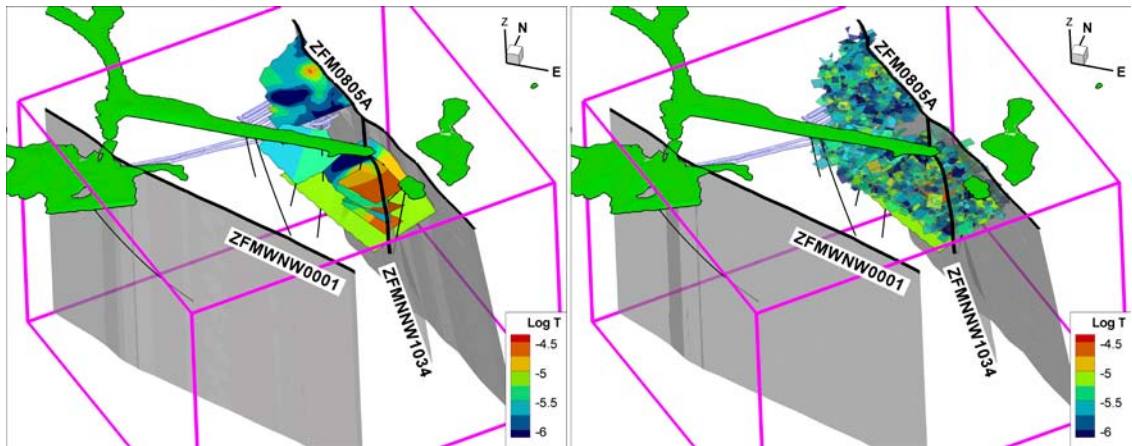 Z
N
E
ZFM0805A
ZFMWNW0001
ZFMNNW1034
Log T
-4.5
-5
-5.5
-6
Z
N
E
ZFM0805A
ZFMWNW0001
ZFMNNW1034
Log T
-4.5
-5
-5.5
-6